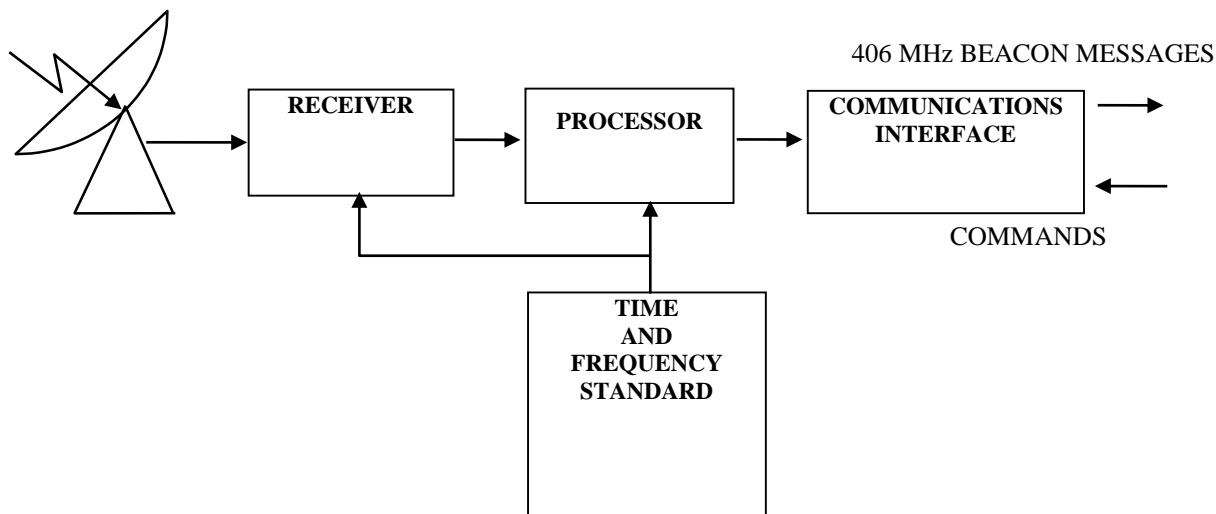 406 MHz BEACON MESSAGES
RECEIVER
PROCESSOR
COMMUNICATIONS
INTERFACE
COMMANDS
TIME
AND
FREQUENCY
STANDARD